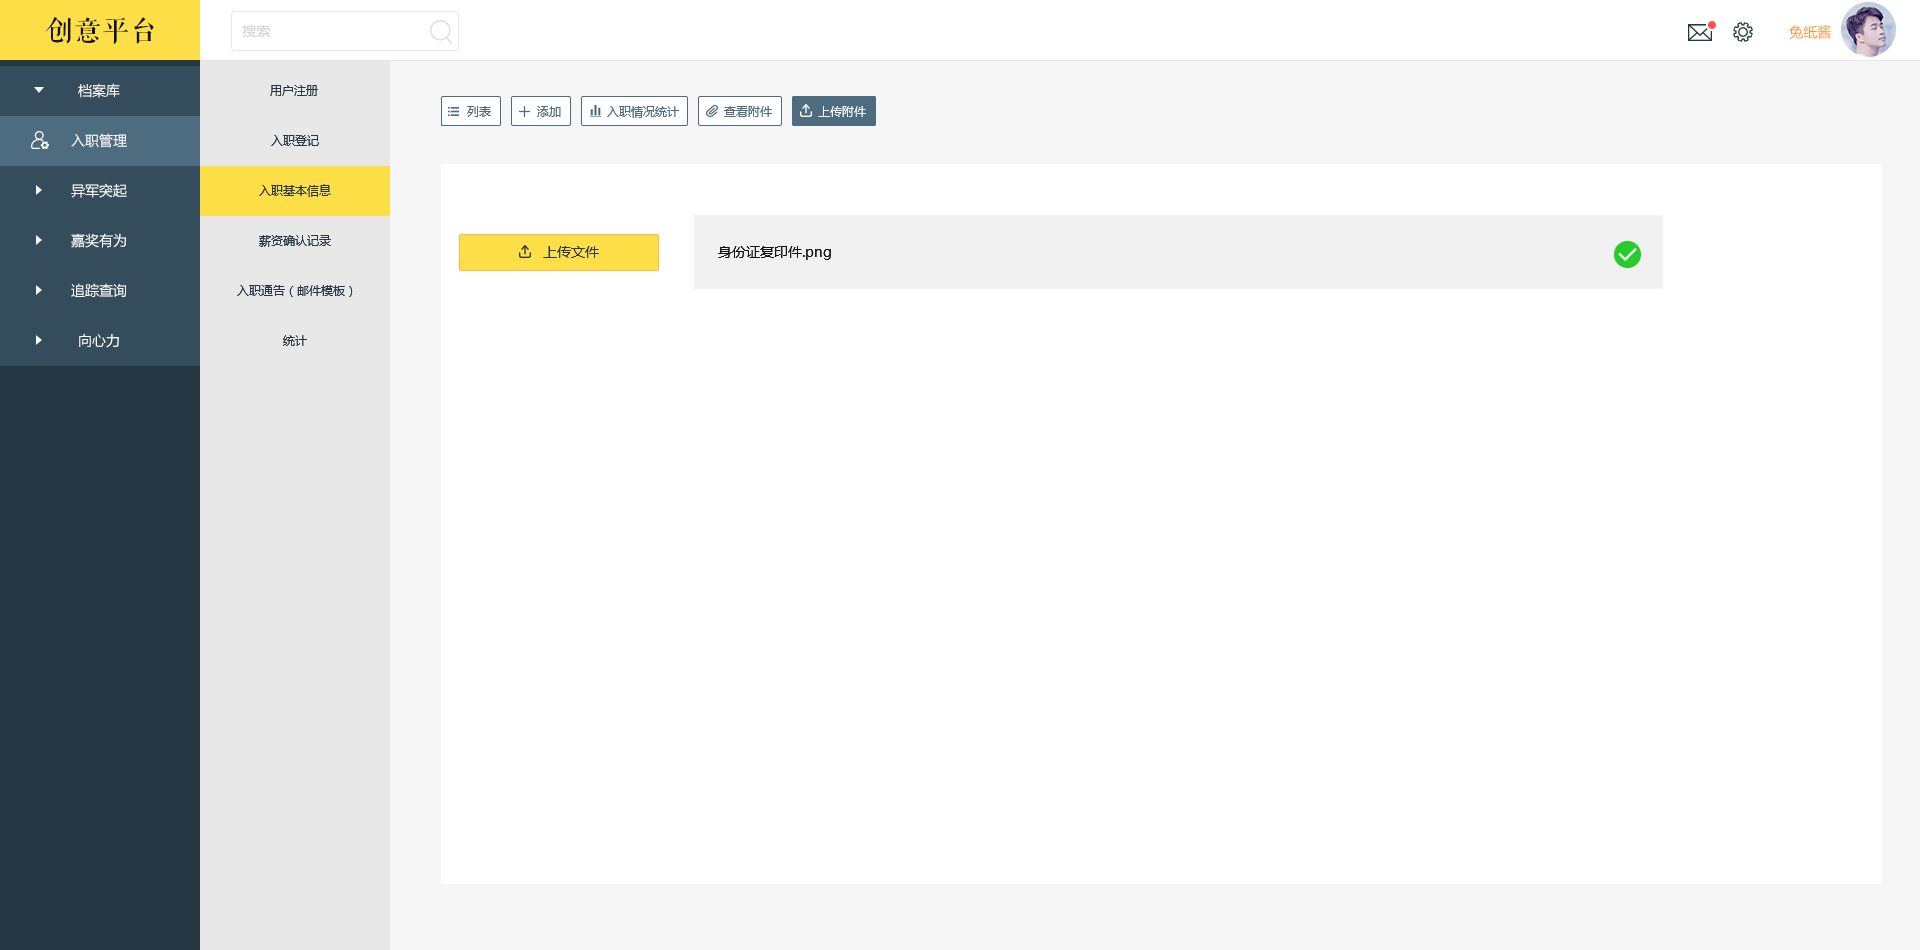 创意平台
搜索
兔纸酱
档案库
入职管理
异军突起
嘉奖有为
追踪查询
向心力
用户注册
入职登记
入职基本信息
薪资确认记录
入职通告（邮件模板）
统计
列表
添加
入职情况统计
查看附件
上传附件
上传文件
身份证复印件.png